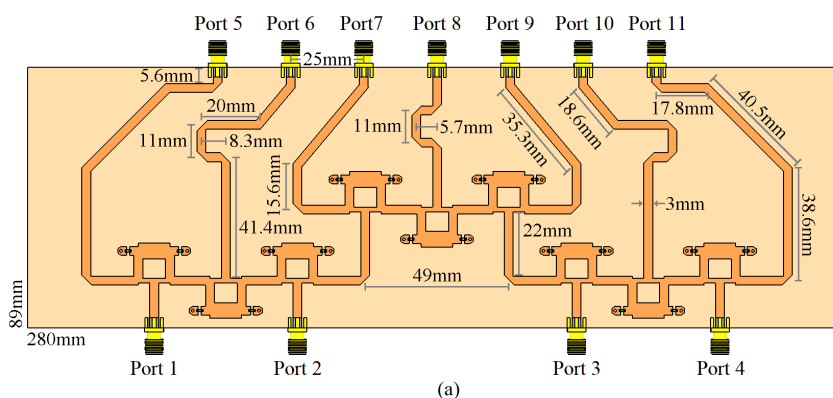 Port 5 Port 6 Port7 Port 8 Port 9 Port 10 Port 11
25mm
5.6mm
20mm
11mm
8.3mm
11mm
5.7mm
35.3mm
18.6mm
17.8mm
40.5mm
15.6mm
41.4mm
22mm
3mm
38.6mm
49mm
89mm
280mm
Port 1 Port 2 Port 3 Port 4
(a)